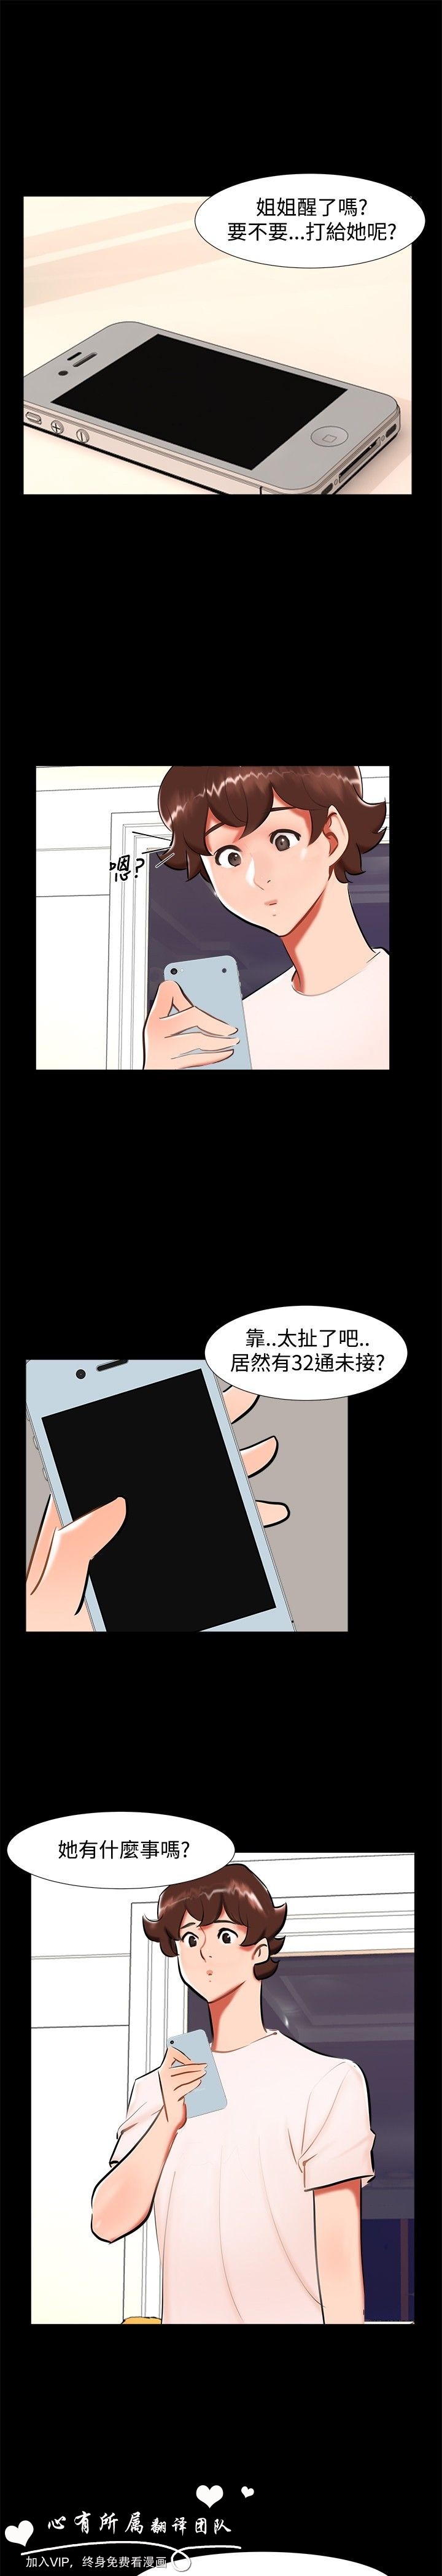 姐姐醒了嗎?
要不要...打給她呢?
嗯?
靠..太扯了吧..
居然有32通未接?
她有什麼事嗎?
心有所属翻译团队
加入VIP，终身免费看漫画